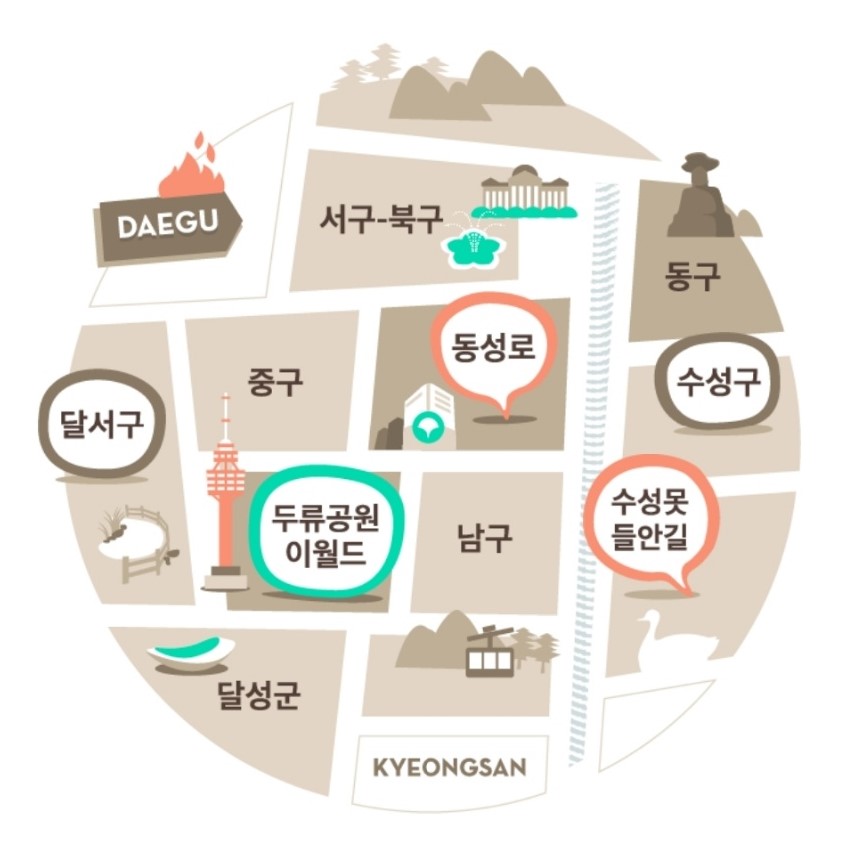 DAEGU
서구-북구
동구
동성로
중구
수성구
달서구
두류공원
이월드
남구
수성못
들안길
달성군
KYEONGSAN